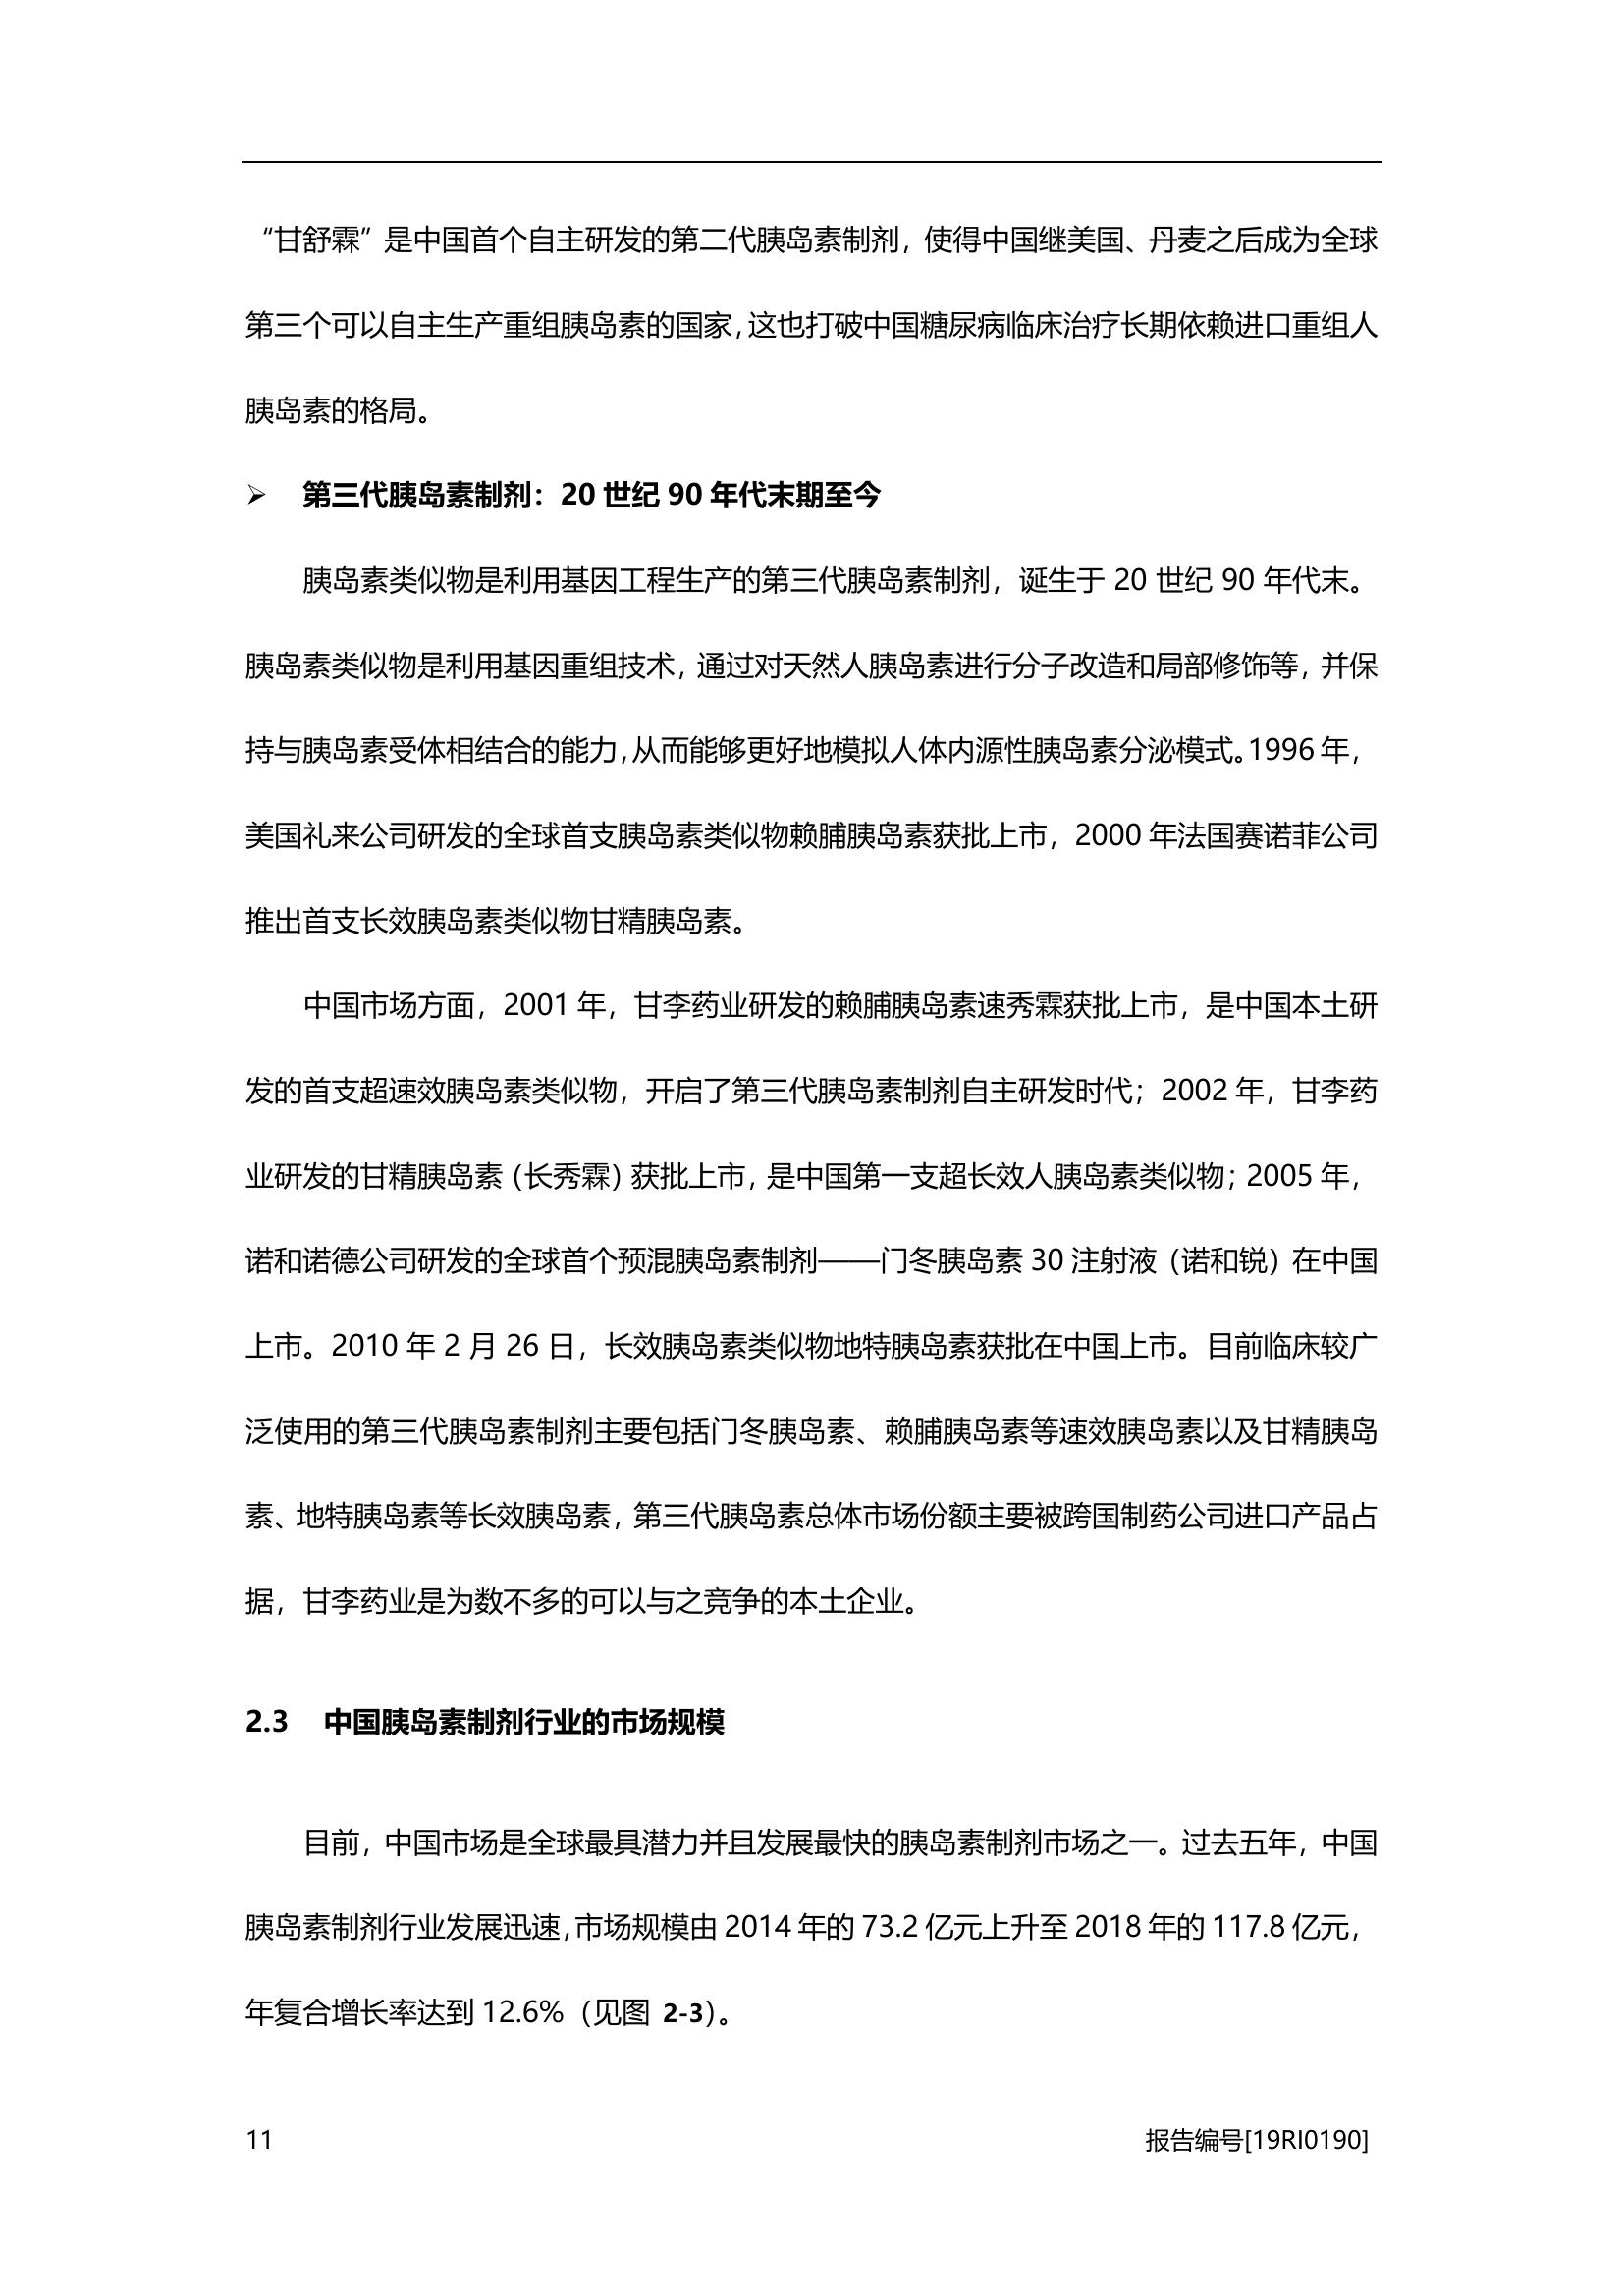 “甘舒霖”是中国首个自主研发的第二代胰岛素制剂，使得中国继美国、丹麦之后成为全球
第三个可以自主生产重组胰岛素的国家，这也打破中国糖尿病临床治疗长期依赖进口重组人
胰岛素的格局。
➢ 第三代胰岛素制剂：20 世纪 90 年代末期至今
胰岛素类似物是利用基因工程生产的第三代胰岛素制剂，诞生于 20 世纪 90 年代末。
胰岛素类似物是利用基因重组技术，通过对天然人胰岛素进行分子改造和局部修饰等，并保
持与胰岛素受体相结合的能力，从而能够更好地模拟人体内源性胰岛素分泌模式。1996 年，
美国礼来公司研发的全球首支胰岛素类似物赖脯胰岛素获批上市，2000 年法国赛诺菲公司
推出首支长效胰岛素类似物甘精胰岛素。
中国市场方面，2001 年，甘李药业研发的赖脯胰岛素速秀霖获批上市，是中国本土研
发的首支超速效胰岛素类似物，开启了第三代胰岛素制剂自主研发时代；2002 年，甘李药
业研发的甘精胰岛素（长秀霖）获批上市，是中国第一支超长效人胰岛素类似物；2005 年，
诺和诺德公司研发的全球首个预混胰岛素制剂——门冬胰岛素 30 注射液（诺和锐）在中国
上市。2010 年 2 月 26 日，长效胰岛素类似物地特胰岛素获批在中国上市。目前临床较广
泛使用的第三代胰岛素制剂主要包括门冬胰岛素、赖脯胰岛素等速效胰岛素以及甘精胰岛
素、地特胰岛素等长效胰岛素，第三代胰岛素总体市场份额主要被跨国制药公司进口产品占
据，甘李药业是为数不多的可以与之竞争的本土企业。
2.3 中国胰岛素制剂行业的市场规模
目前，中国市场是全球最具潜力并且发展最快的胰岛素制剂市场之一。过去五年，中国
胰岛素制剂行业发展迅速，市场规模由 2014 年的 73.2 亿元上升至 2018 年的 117.8 亿元，
年复合增长率达到 12.6%（见图 2-3）。
11 报告编号[19RI0190]